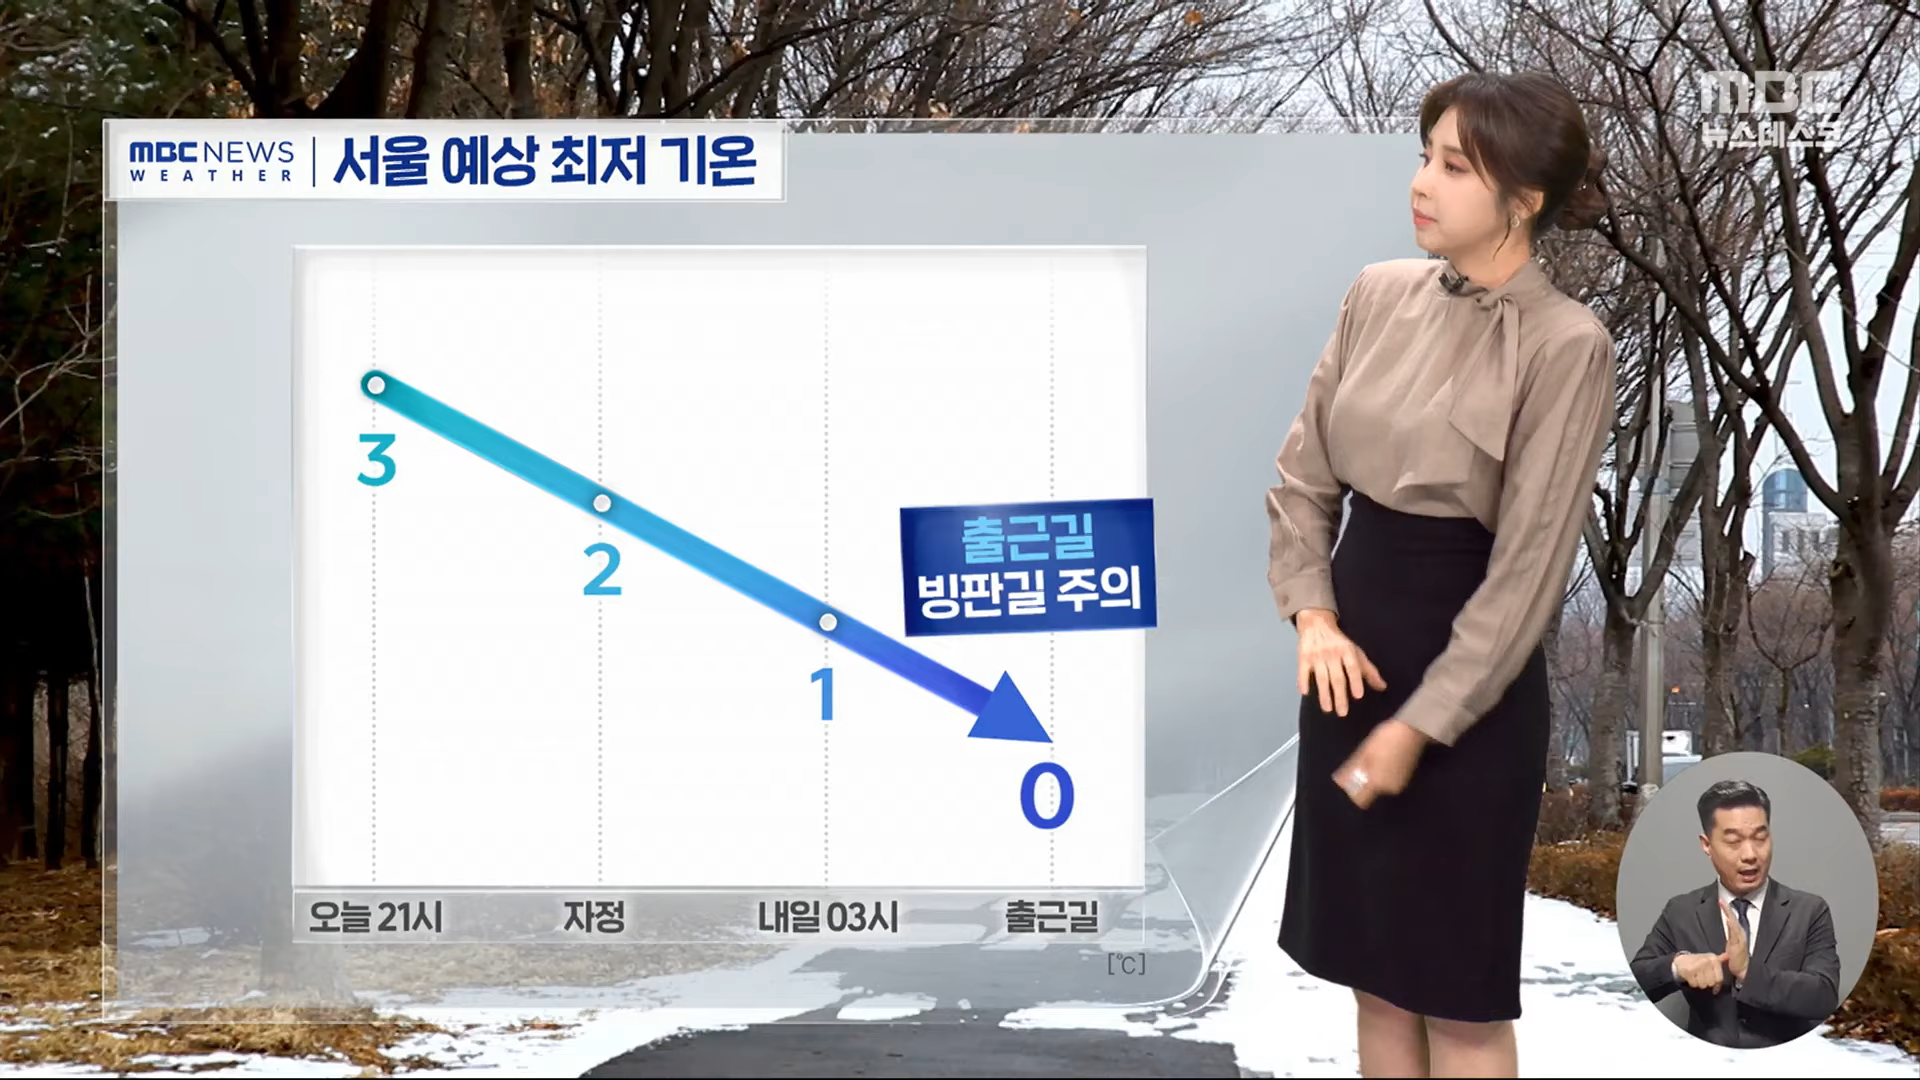 MBC NEWS
WEATHER
서울 예상 최저 기온
MBC
뉴스데스크
3
2
출근길
빙판길 주의
1
0
오늘 21시
자정
내일 03시
출근길
[℃]